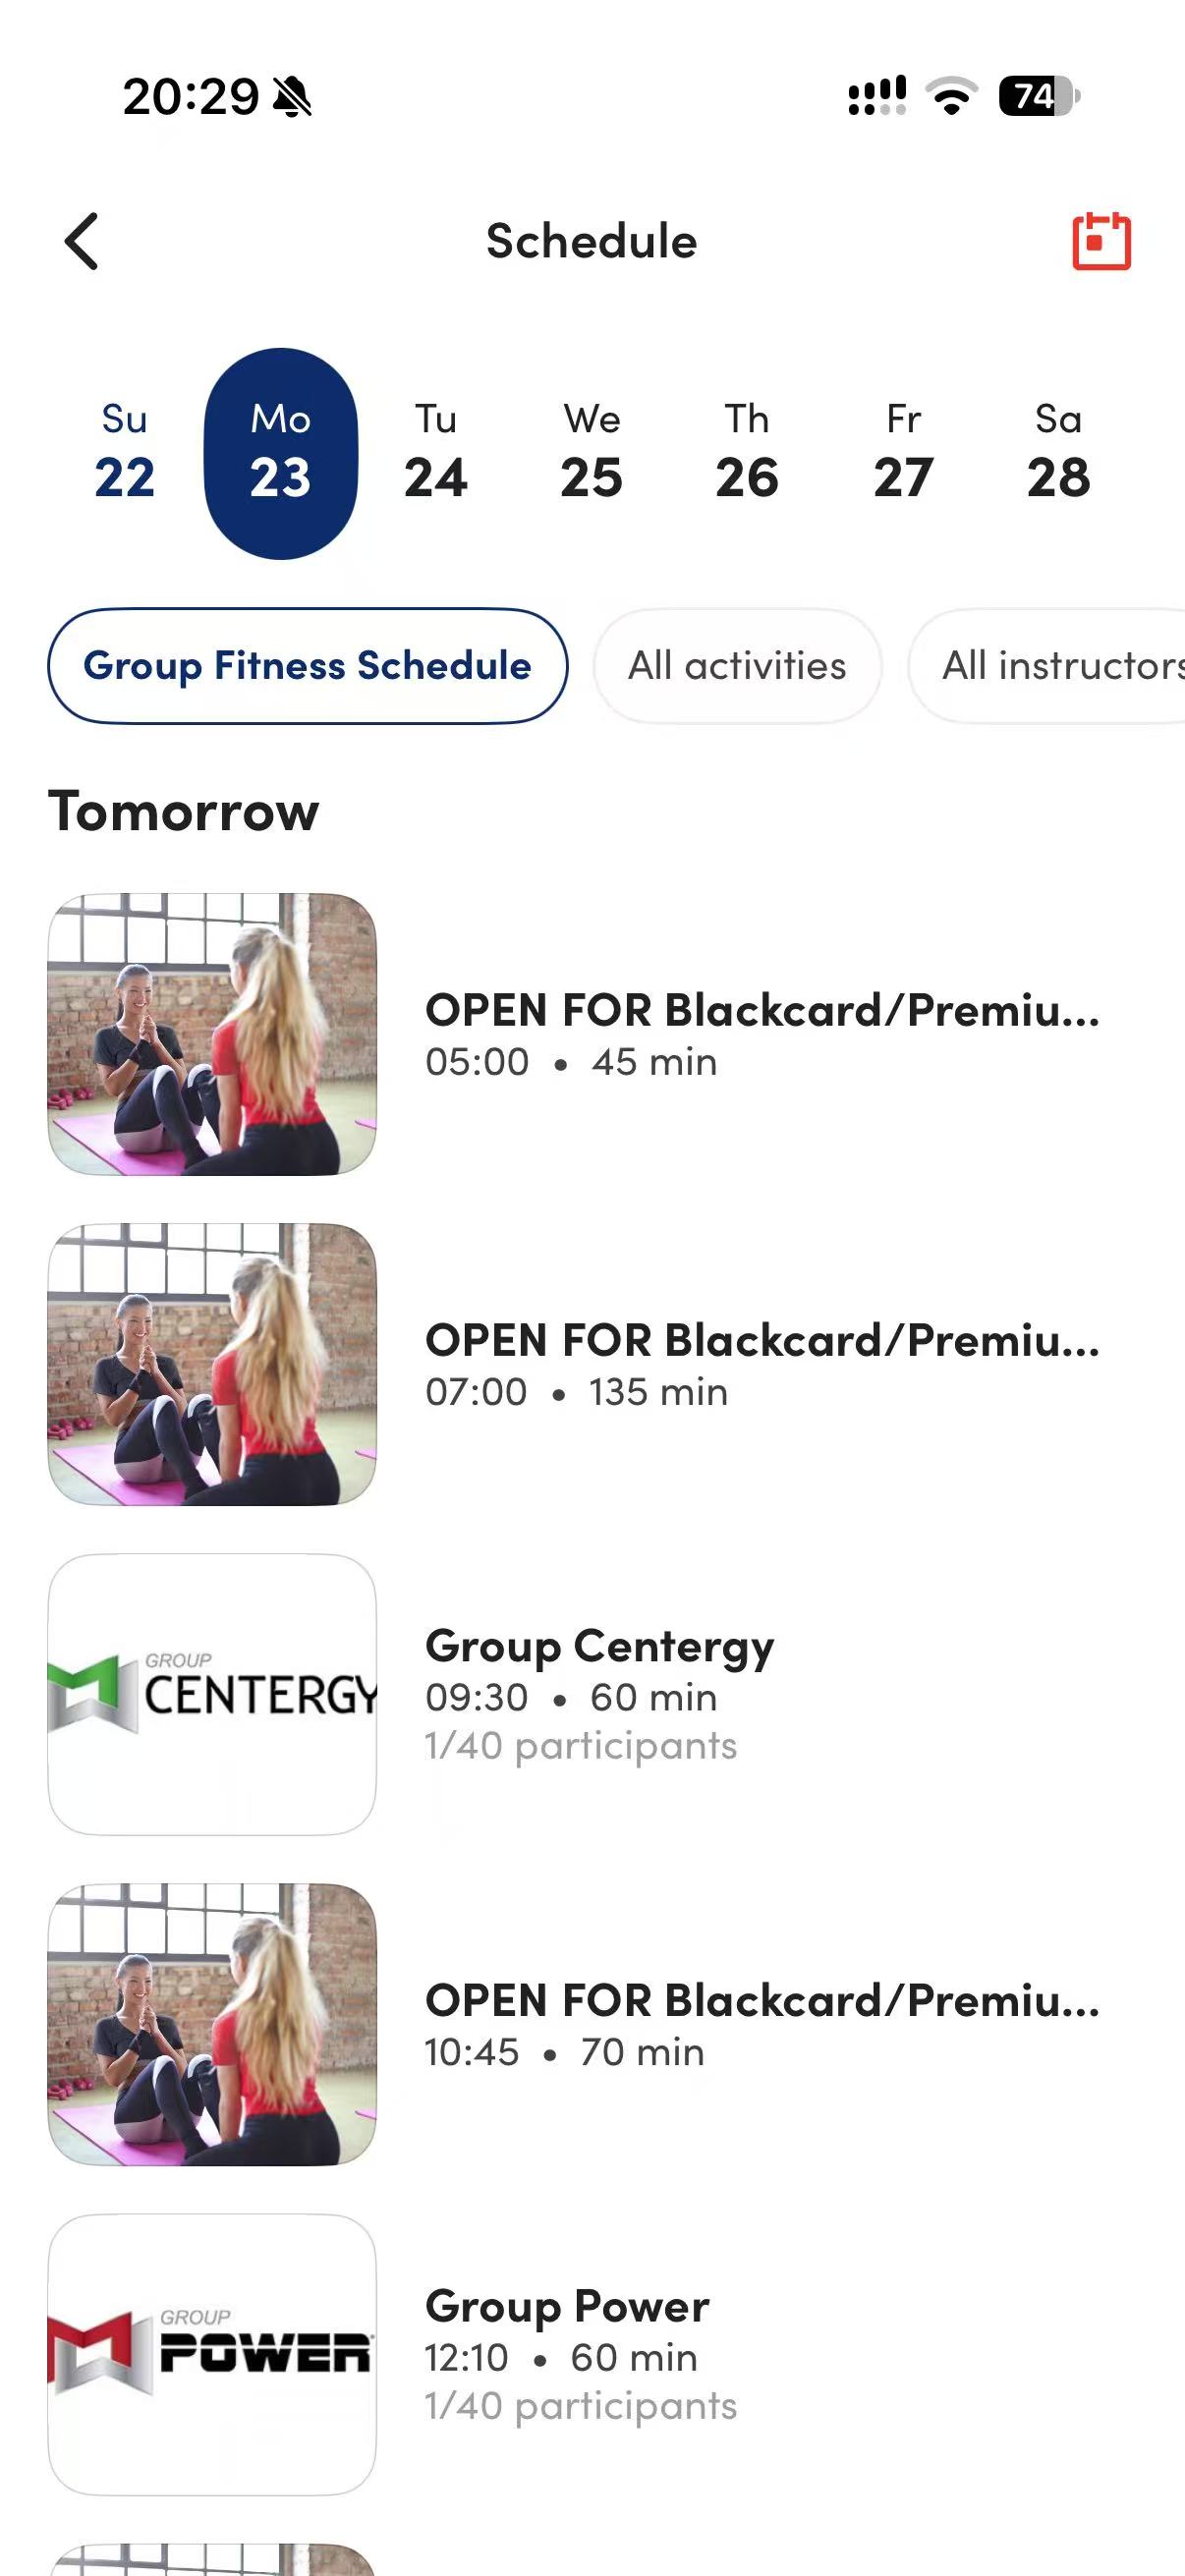 20:29
74
Schedule
Su Mo Tu We Th Fr Sa
22 23 24 25 26 27 28
Group Fitness Schedule All activities All instructors
Tomorrow
OPEN FOR Blackcard/Premiu...
05:00 • 45 min
OPEN FOR Blackcard/Premiu...
07:00 • 135 min
GROUP
CENTERGY
Group Centergy
09:30 • 60 min
1/40 participants
OPEN FOR Blackcard/Premiu...
10:45 • 70 min
GROUP
POWER
Group Power
12:10 • 60 min
1/40 participants